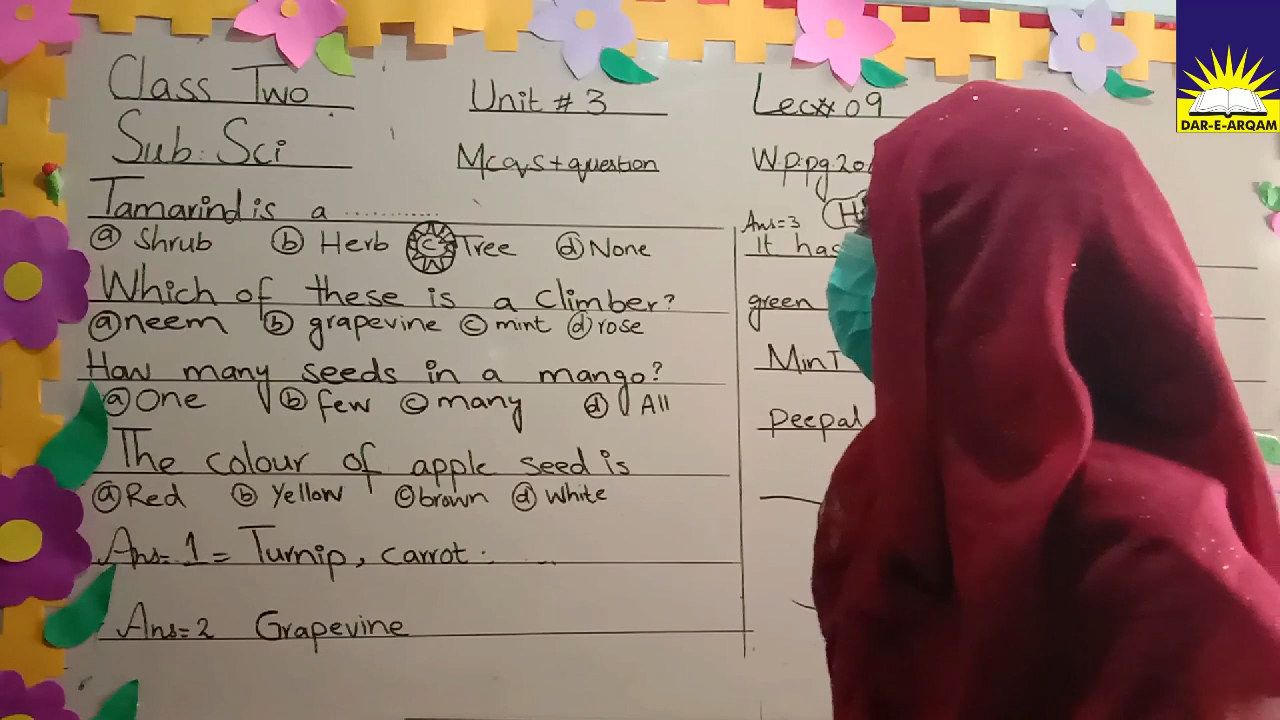 Class Two
Unit # 3
Lec# 09
Sub: Sci
Mcqs + question
W.P.pg.20
Tamarind is a ..........
ⓐ Shrub ⓑ Herb ⓒ Tree ⓓ None
Which of these is a climber?
ⓐ neem ⓑ grapevine ⓒ mint ⓓ rose
How many seeds in a mango?
ⓐ One ⓑ few ⓒ many ⓓ All
The colour of apple seed is
ⓐ Red ⓑ Yellow ⓒ brown ⓓ White
Ans= 1 = Turnip, carrot.
Ans= 2 Grapevine
Ans=3
It has
green
MinT
Peepal
DAR-E-ARQAM